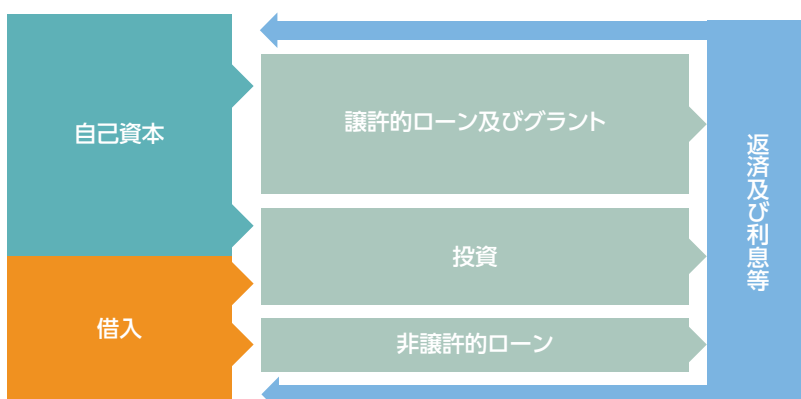 自己資本
譲許的ローン及びグラント
投資
借入
非譲許的ローン
返済及び利息等